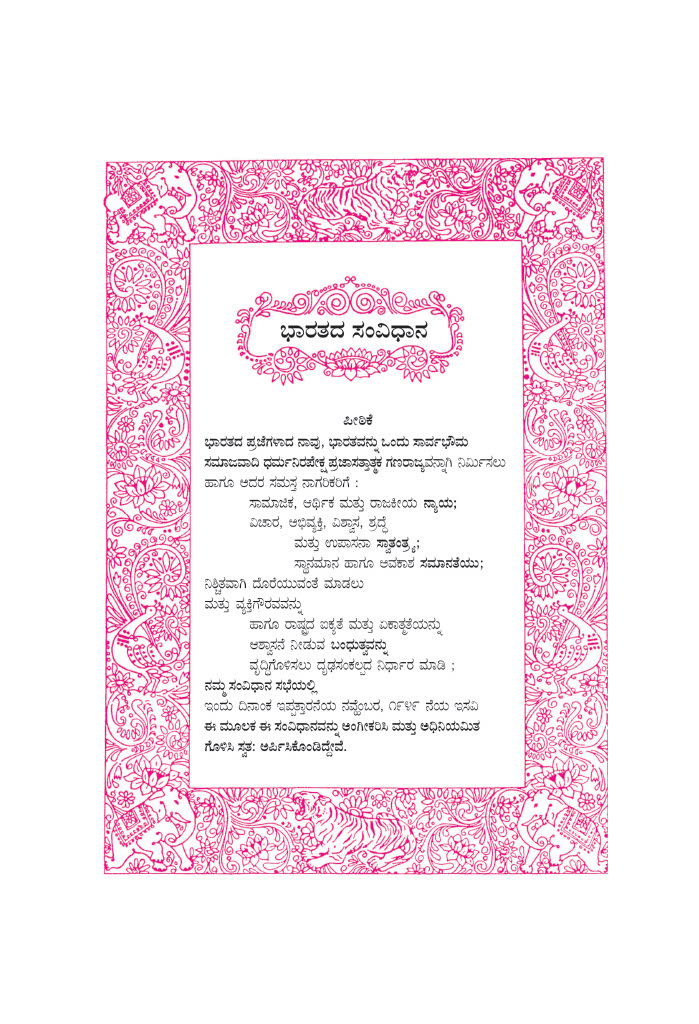 ಭಾರತದ ಸಂವಿಧಾನ
ಪೀಠಿಕೆ
ಭಾರತದ ಪ್ರಜೆಗಳಾದ ನಾವು, ಭಾರತವನ್ನು ಒಂದು ಸಾರ್ವಭೌಮ
ಸಮಾಜವಾದಿ ಧರ್ಮನಿರಪೇಕ್ಷ ಪ್ರಜಾಸತ್ತಾತ್ಮಕ ಗಣರಾಜ್ಯವನ್ನಾಗಿ ನಿರ್ಮಿಸಲು
ಹಾಗೂ ಅದರ ಸಮಸ್ತ ನಾಗರಿಕರಿಗೆ :
ಸಾಮಾಜಿಕ, ಆರ್ಥಿಕ ಮತ್ತು ರಾಜಕೀಯ ನ್ಯಾಯ;
ವಿಚಾರ, ಅಭಿವ್ಯಕ್ತಿ, ವಿಶ್ವಾಸ, ಶ್ರದ್ಧೆ
ಮತ್ತು ಉಪಾಸನಾ ಸ್ವಾತಂತ್ರ್ಯ;
ಸ್ಥಾನಮಾನ ಹಾಗೂ ಅವಕಾಶ ಸಮಾನತೆಯು;
ನಿಶ್ಚಿತವಾಗಿ ದೊರೆಯುವಂತೆ ಮಾಡಲು
ಮತ್ತು ವ್ಯಕ್ತಿಗೌರವವನ್ನು
ಹಾಗೂ ರಾಷ್ಟ್ರದ ಐಕ್ಯತೆ ಮತ್ತು ಏಕಾತ್ಮತೆಯನ್ನು
ಆಶ್ವಾಸನೆ ನೀಡುವ ಬಂಧುತ್ವವನ್ನು
ವೃದ್ಧಿಗೊಳಿಸಲು ದೃಢಸಂಕಲ್ಪದ ನಿರ್ಧಾರ ಮಾಡಿ ;
ನಮ್ಮ ಸಂವಿಧಾನ ಸಭೆಯಲ್ಲಿ
ಇಂದು ದಿನಾಂಕ ಇಪ್ಪತ್ತಾರನೆಯ ನವ್ಹೆಂಬರ, ೧೯೪೯ ನೆಯ ಇಸವಿ
ಈ ಮೂಲಕ ಈ ಸಂವಿಧಾನವನ್ನು ಅಂಗೀಕರಿಸಿ ಮತ್ತು ಅಧಿನಿಯಮಿತ
ಗೊಳಿಸಿ ಸ್ವತಃ ಅರ್ಪಿಸಿಕೊಂಡಿದ್ದೇವೆ.